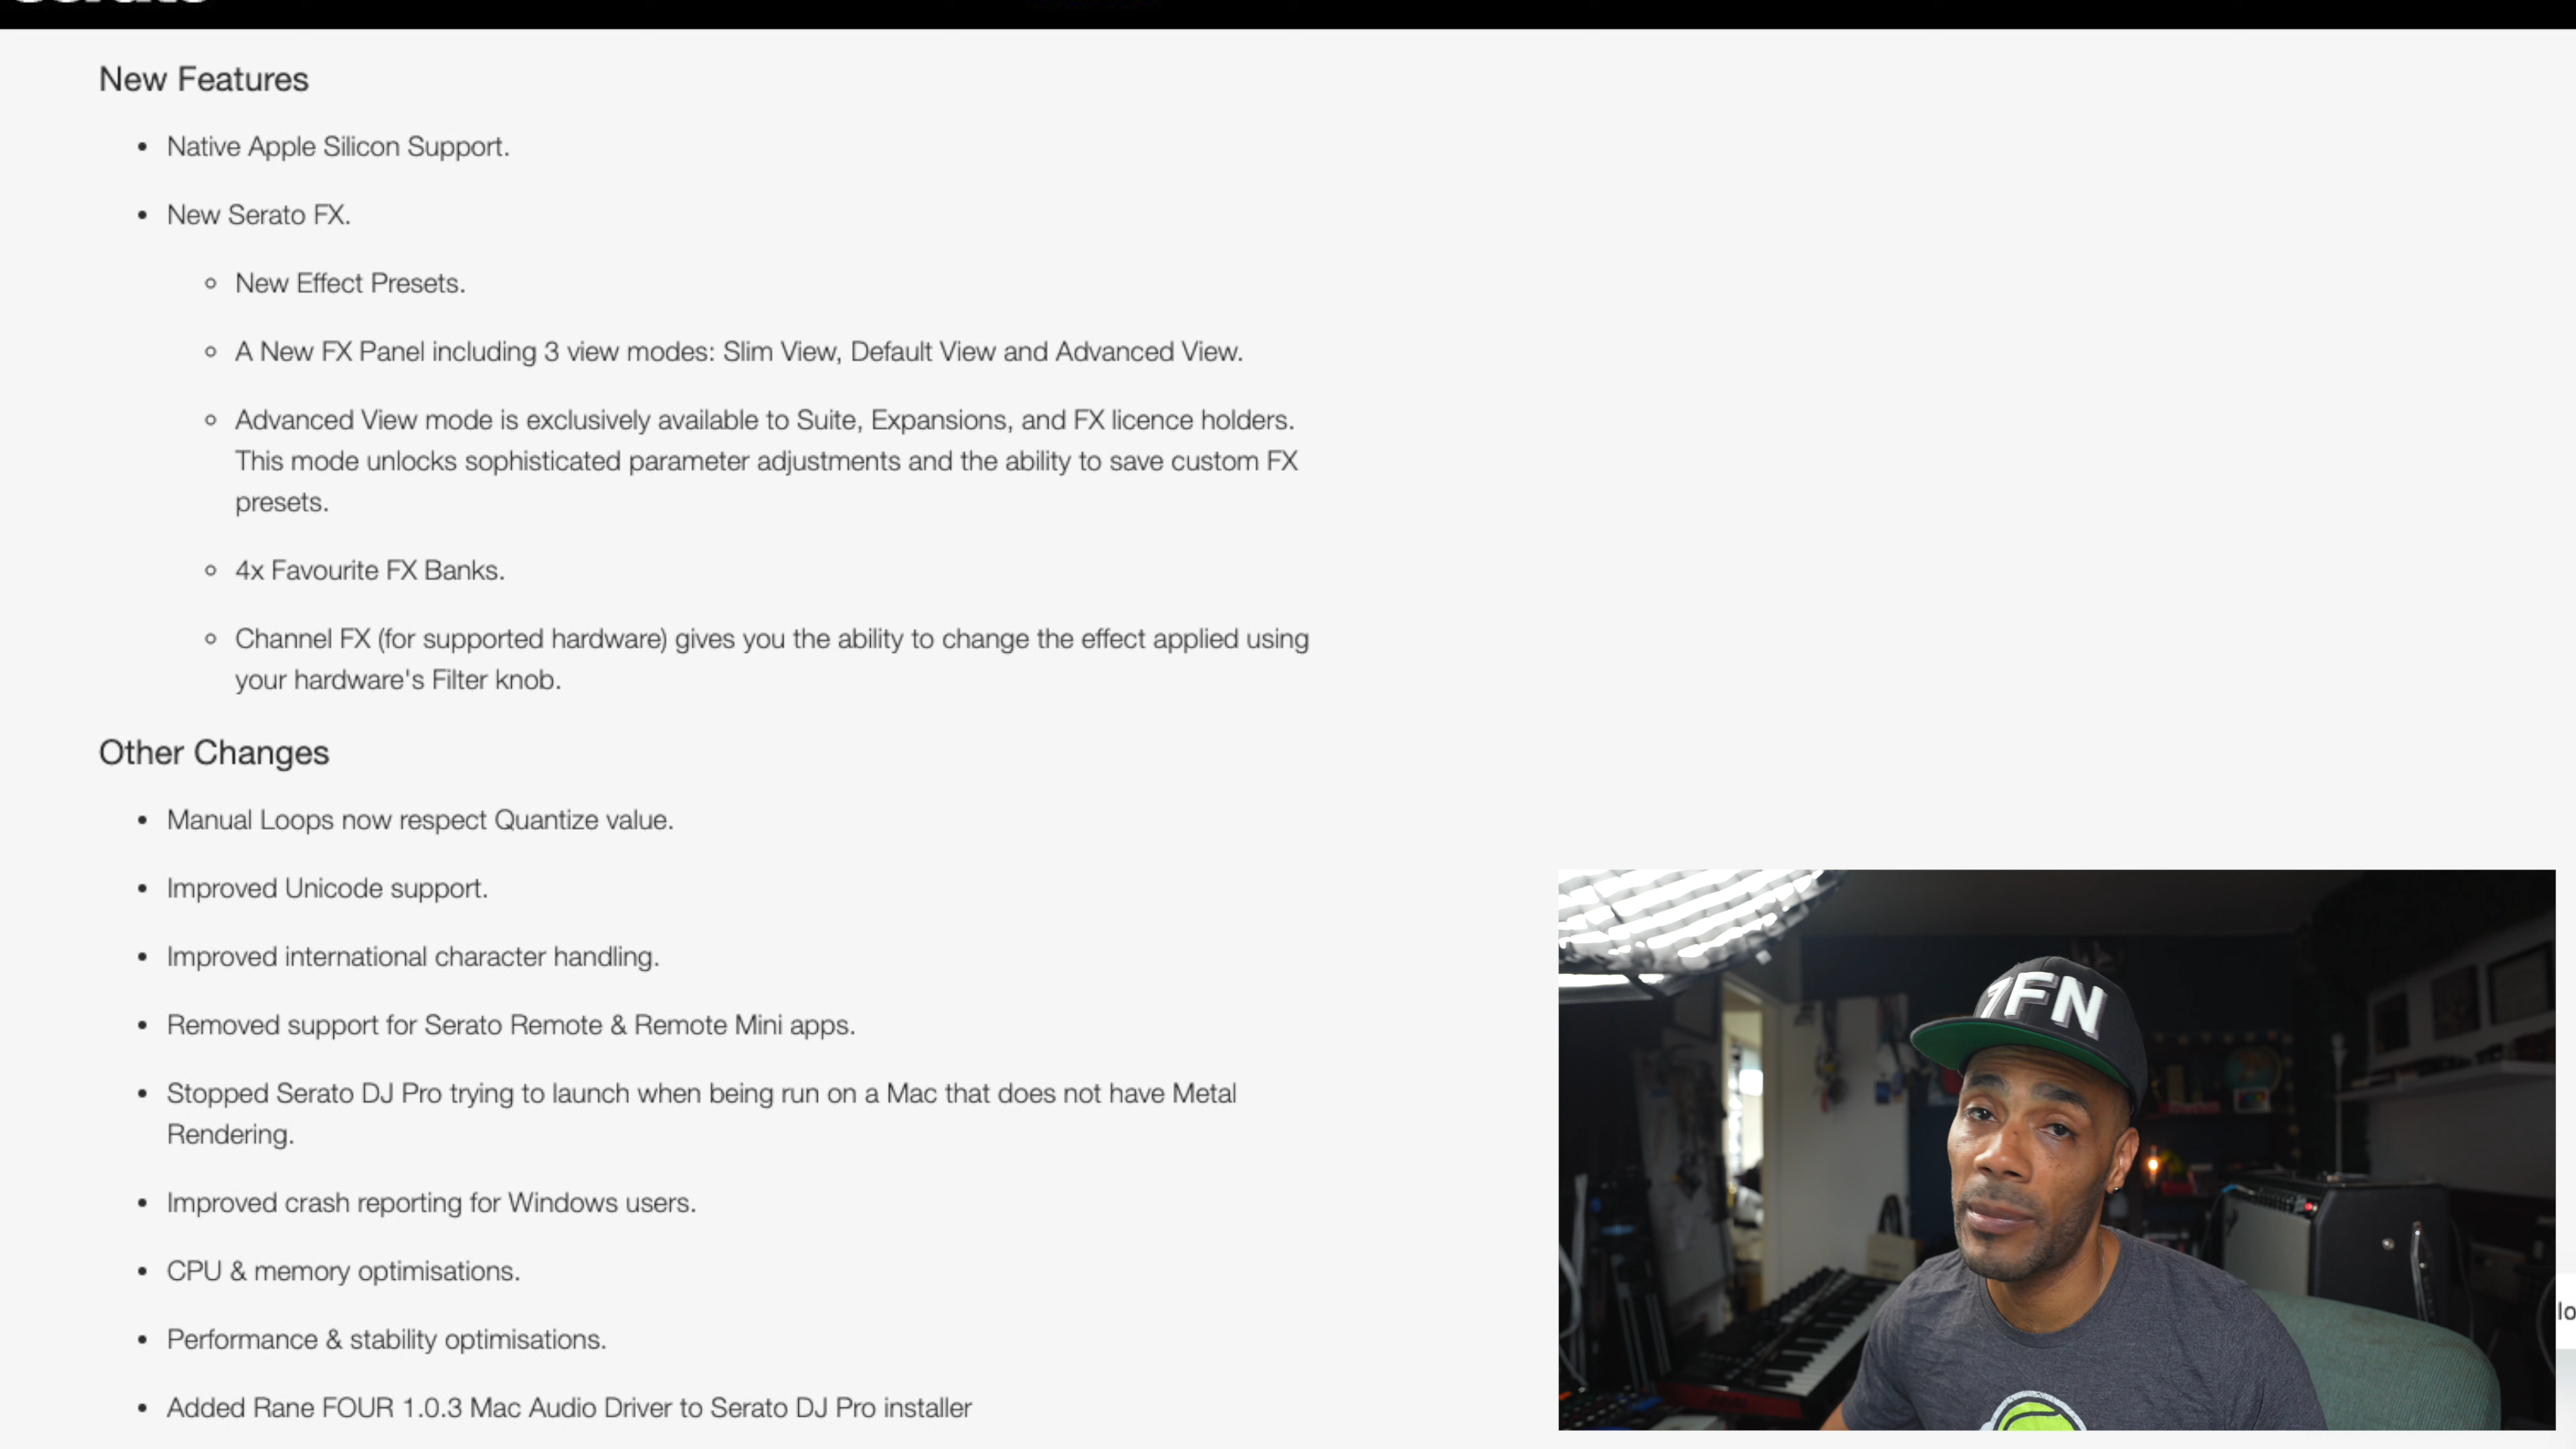 New Features
Native Apple Silicon Support.
New Serato FX.
New Effect Presets.
A New FX Panel including 3 view modes: Slim View, Default View and Advanced View.
Advanced View mode is exclusively available to Suite, Expansions, and FX licence holders.
This mode unlocks sophisticated parameter adjustments and the ability to save custom FX
presets.
4x Favourite FX Banks.
Channel FX (for supported hardware) gives you the ability to change the effect applied using
your hardware's Filter knob.
Other Changes
Manual Loops now respect Quantize value.
Improved Unicode support.
Improved international character handling.
Removed support for Serato Remote & Remote Mini apps.
Stopped Serato DJ Pro trying to launch when being run on a Mac that does not have Metal
Rendering.
Improved crash reporting for Windows users.
CPU & memory optimisations.
Performance & stability optimisations.
Added Rane FOUR 1.0.3 Mac Audio Driver to Serato DJ Pro installer